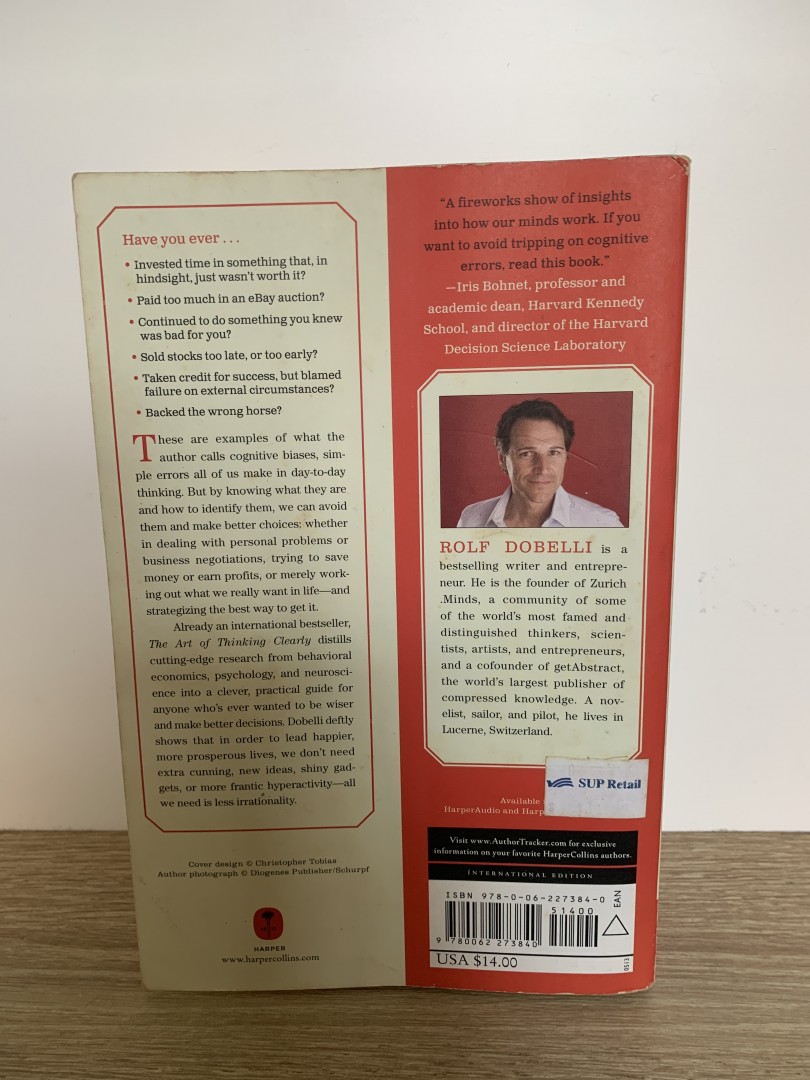 Have you ever . . .
• Invested time in something that, in
hindsight, just wasn't worth it?
• Paid too much in an eBay auction?
• Continued to do something you knew
was bad for you?
• Sold stocks too late, or too early?
• Taken credit for success, but blamed
failure on external circumstances?
• Backed the wrong horse?
These are examples of what the
author calls cognitive biases, sim-
ple errors all of us make in day-to-day
thinking. But by knowing what they are
and how to identify them, we can avoid
them and make better choices: whether
in dealing with personal problems or
business negotiations, trying to save
money or earn profits, or merely work-
ing out what we really want in life—and
strategizing the best way to get it.
Already an international bestseller,
The Art of Thinking Clearly distills
cutting-edge research from behavioral
economics, psychology, and neurosci-
ence into a clever, practical guide for
anyone who's ever wanted to be wiser
and make better decisions. Dobelli deftly
shows that in order to lead happier,
more prosperous lives, we don't need
extra cunning, new ideas, shiny gad-
gets, or more frantic hyperactivity—all
we need is less irrationality.
Cover design © Christopher Tobias
Author photograph © Diogenes Publisher/Schurpf
HARPER
www.harpercollins.com
"A fireworks show of insights
into how our minds work. If you
want to avoid tripping on cognitive
errors, read this book."
—Iris Bohnet, professor and
academic dean, Harvard Kennedy
School, and director of the Harvard
Decision Science Laboratory
ROLF DOBELLI is a
bestselling writer and entrepre-
neur. He is the founder of Zurich
.Minds, a community of some
of the world's most famed and
distinguished thinkers, scien-
tists, artists, and entrepreneurs,
and a cofounder of getAbstract,
the world's largest publisher of
compressed knowledge. A nov-
elist, sailor, and pilot, he lives in
Lucerne, Switzerland.
SUP Retail
Available
HarperAudio and Harp
Visit www.AuthorTracker.com for exclusive
information on your favorite HarperCollins authors.
INTERNATIONAL EDITION
ISBN 978-0-06-227384-0
51400
EAN
9 780062 273840
USA $14.00
0513